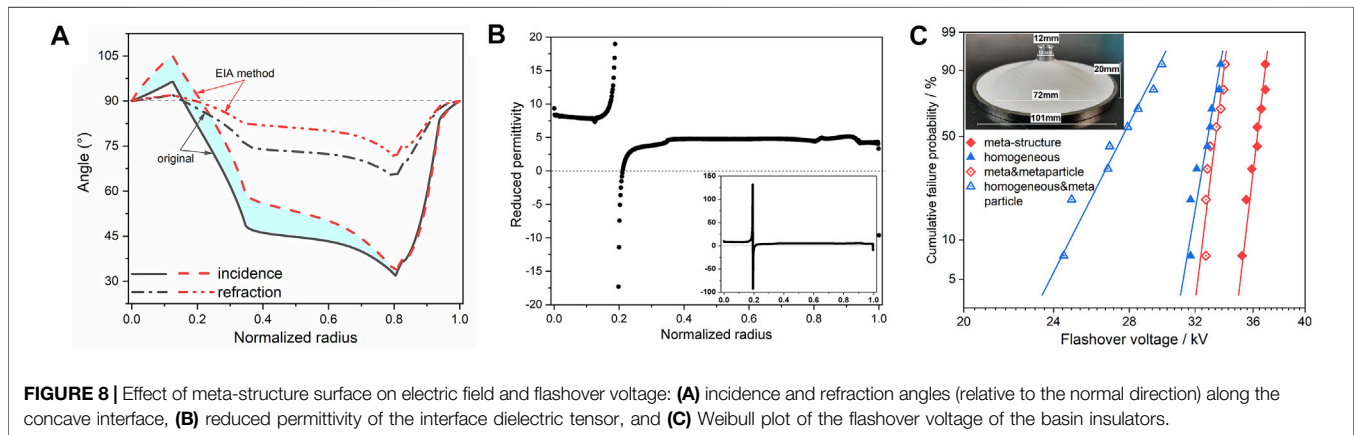 A
105
90
75
60
45
30
Angle (°)
EIA method
original
incidence
refraction
0.0 0.2 0.4 0.6 0.8 1.0
Normalized radius
B
20
15
10
5
0
-5
-10
-15
-20
Reduced permittivity
150
100
50
0
-50
-100
0.0 0.2 0.4 0.6 0.8 1.0
0.0 0.2 0.4 0.6 0.8 1.0
Normalized radius
C
99
90
50
10
5
Cumulative failure probability / %
12mm
20mm
72mm
101mm
meta-structure
homogeneous
meta&metaparticle
homogeneous&meta
particle
20 24 28 32 36 40
Flashover voltage / kV
FIGURE 8 | Effect of meta-structure surface on electric field and flashover voltage: (A) incidence and refraction angles (relative to the normal direction) along the
concave interface, (B) reduced permittivity of the interface dielectric tensor, and (C) Weibull plot of the flashover voltage of the basin insulators.